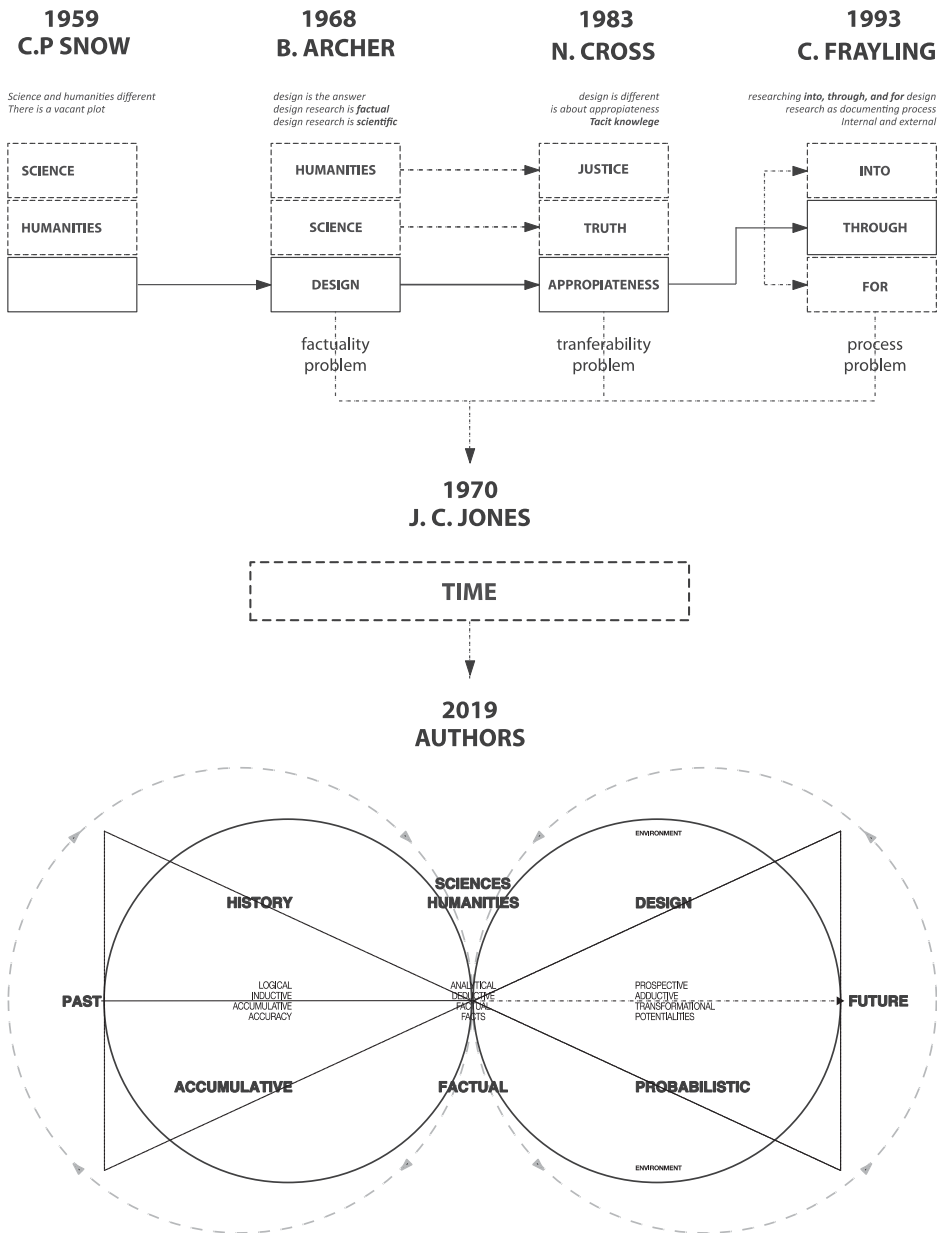 1959
C.P SNOW
Science and humanities different
There is a vacant plot
SCIENCE
HUMANITIES
1968
B. ARCHER
design is the answer
design research is factual
design research is scientific
HUMANITIES
SCIENCE
DESIGN
factuality
problem
1983
N. CROSS
design is different
is about appropiateness
Tacit knowlege
JUSTICE
TRUTH
APPROPIATENESS
tranferability
problem
1993
C. FRAYLING
researching into, through, and for design
research as documenting process
Internal and external
INTO
THROUGH
FOR
process
problem
1970
J. C. JONES
TIME
2019
AUTHORS
ENVIRONMENT
SCIENCES
HISTORY
HUMANITIES
DESIGN
PAST
LOGICAL
INDUCTIVE
ACCUMULATIVE
ACCURACY
ANALYTICAL
DEDUCTIVE
FACTUAL
FACTS
PROSPECTIVE
ADDUCTIVE
TRANSFORMATIONAL
POTENTIALITIES
FUTURE
ACCUMULATIVE
FACTUAL
PROBABILISTIC
ENVIRONMENT